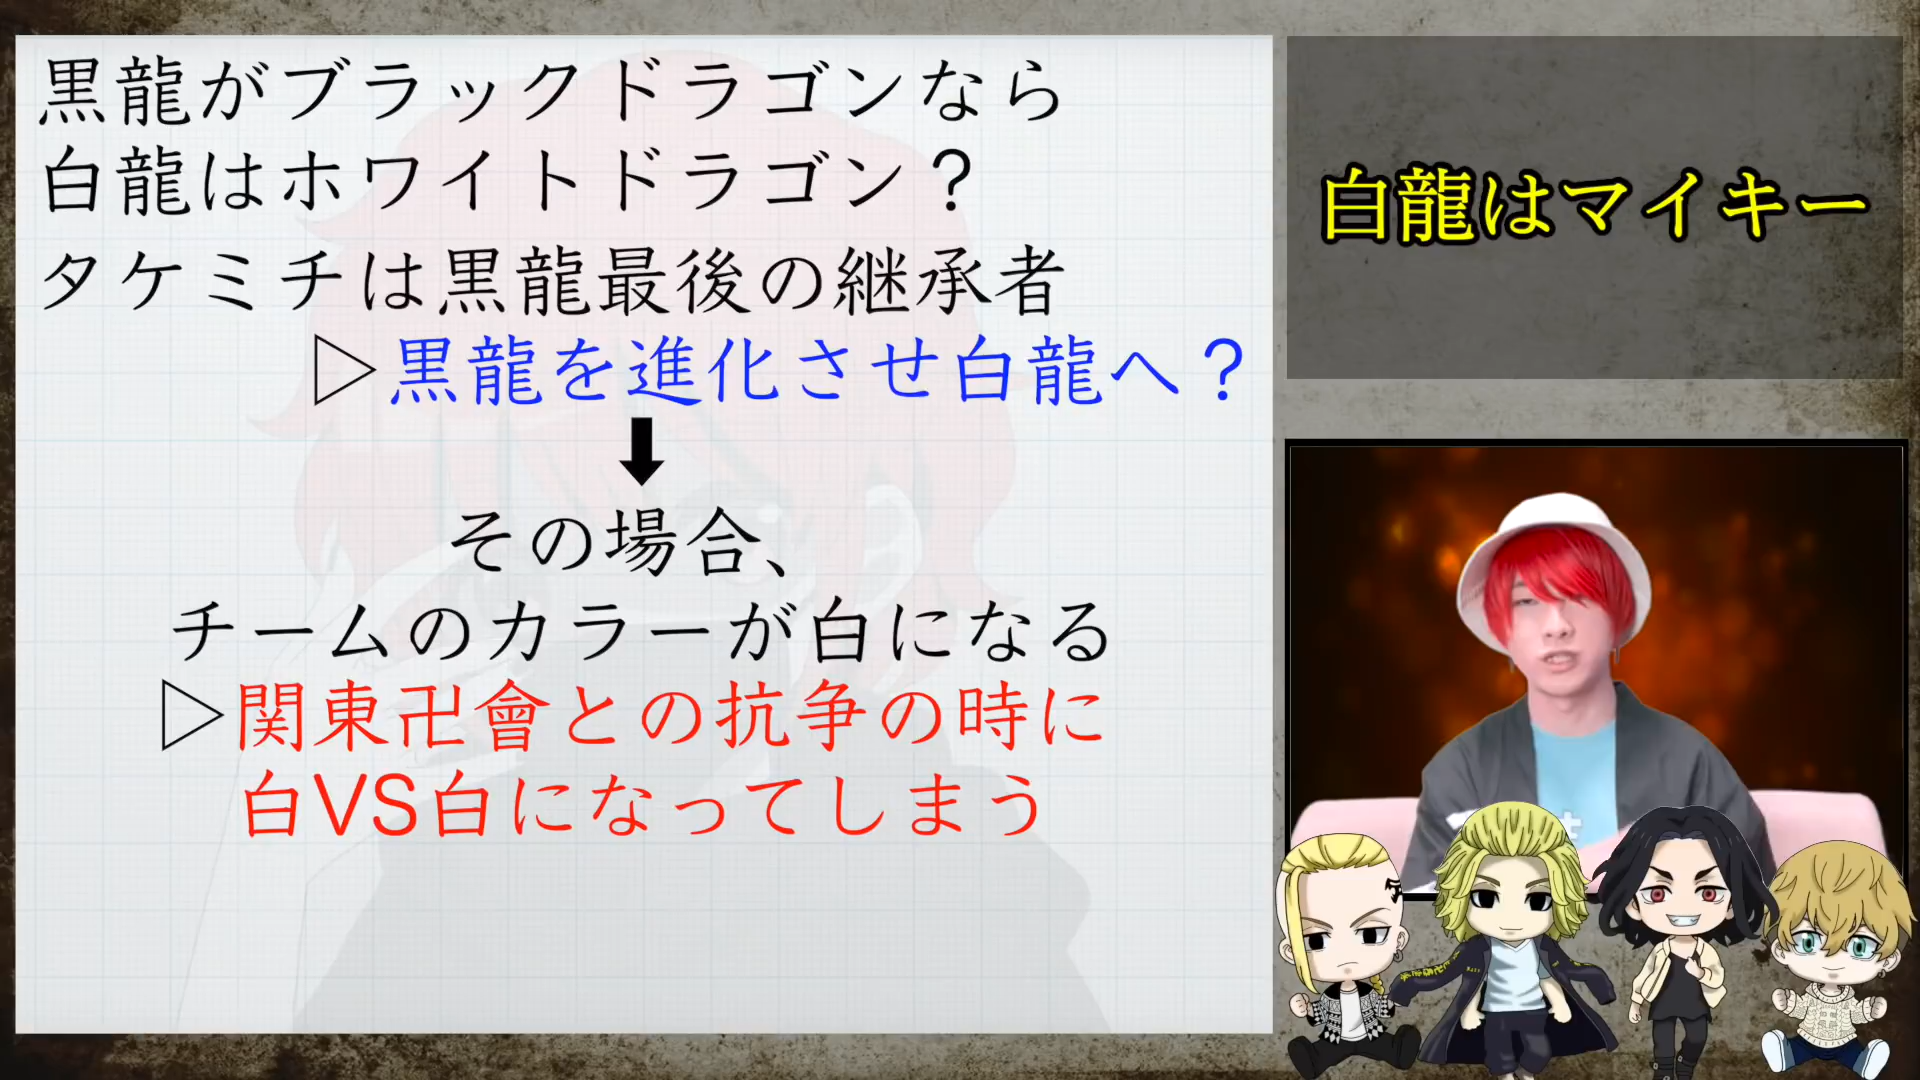 黒龍がブラックドラゴンなら
白龍はホワイトドラゴン？
タケミチは黒龍最後の継承者
▷黒龍を進化させ白龍へ？
⬇
その場合、
チームのカラーが白になる
▷関東卍會との抗争の時に
白VS白になってしまう
白龍はマイキー